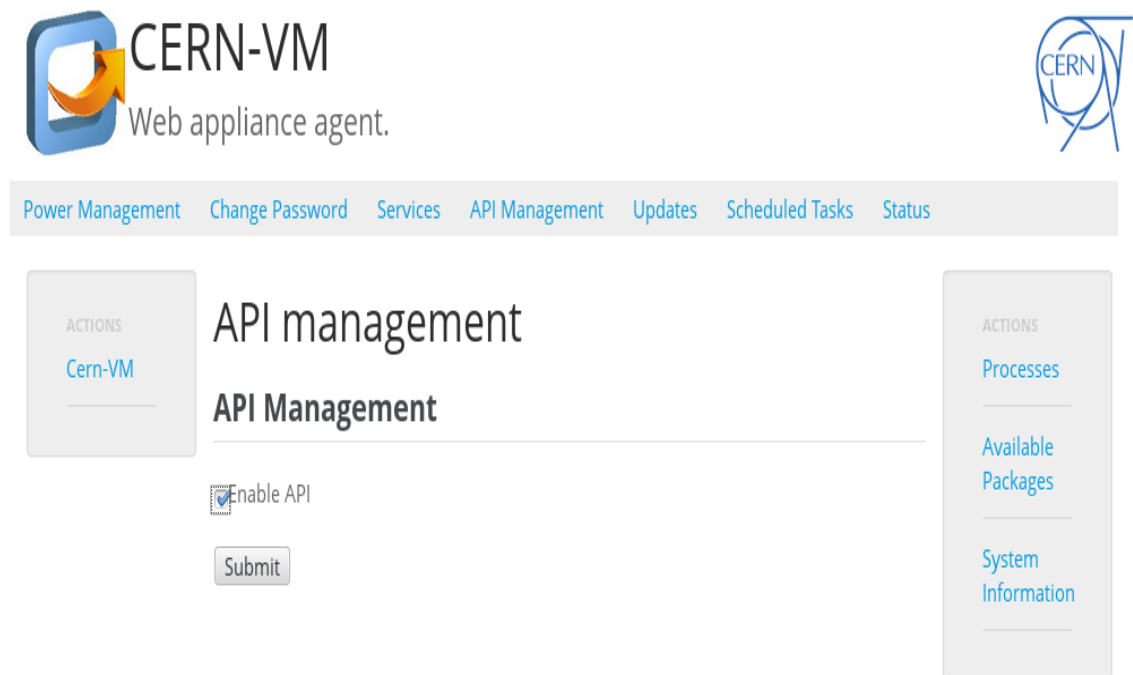 CERN-VM
Web appliance agent.
CERN
Power Management Change Password Services API Management Updates Scheduled Tasks Status
ACTIONS
Cern-VM
API management
API Management
Enable API
Submit
ACTIONS
Processes
Available
Packages
System
Information